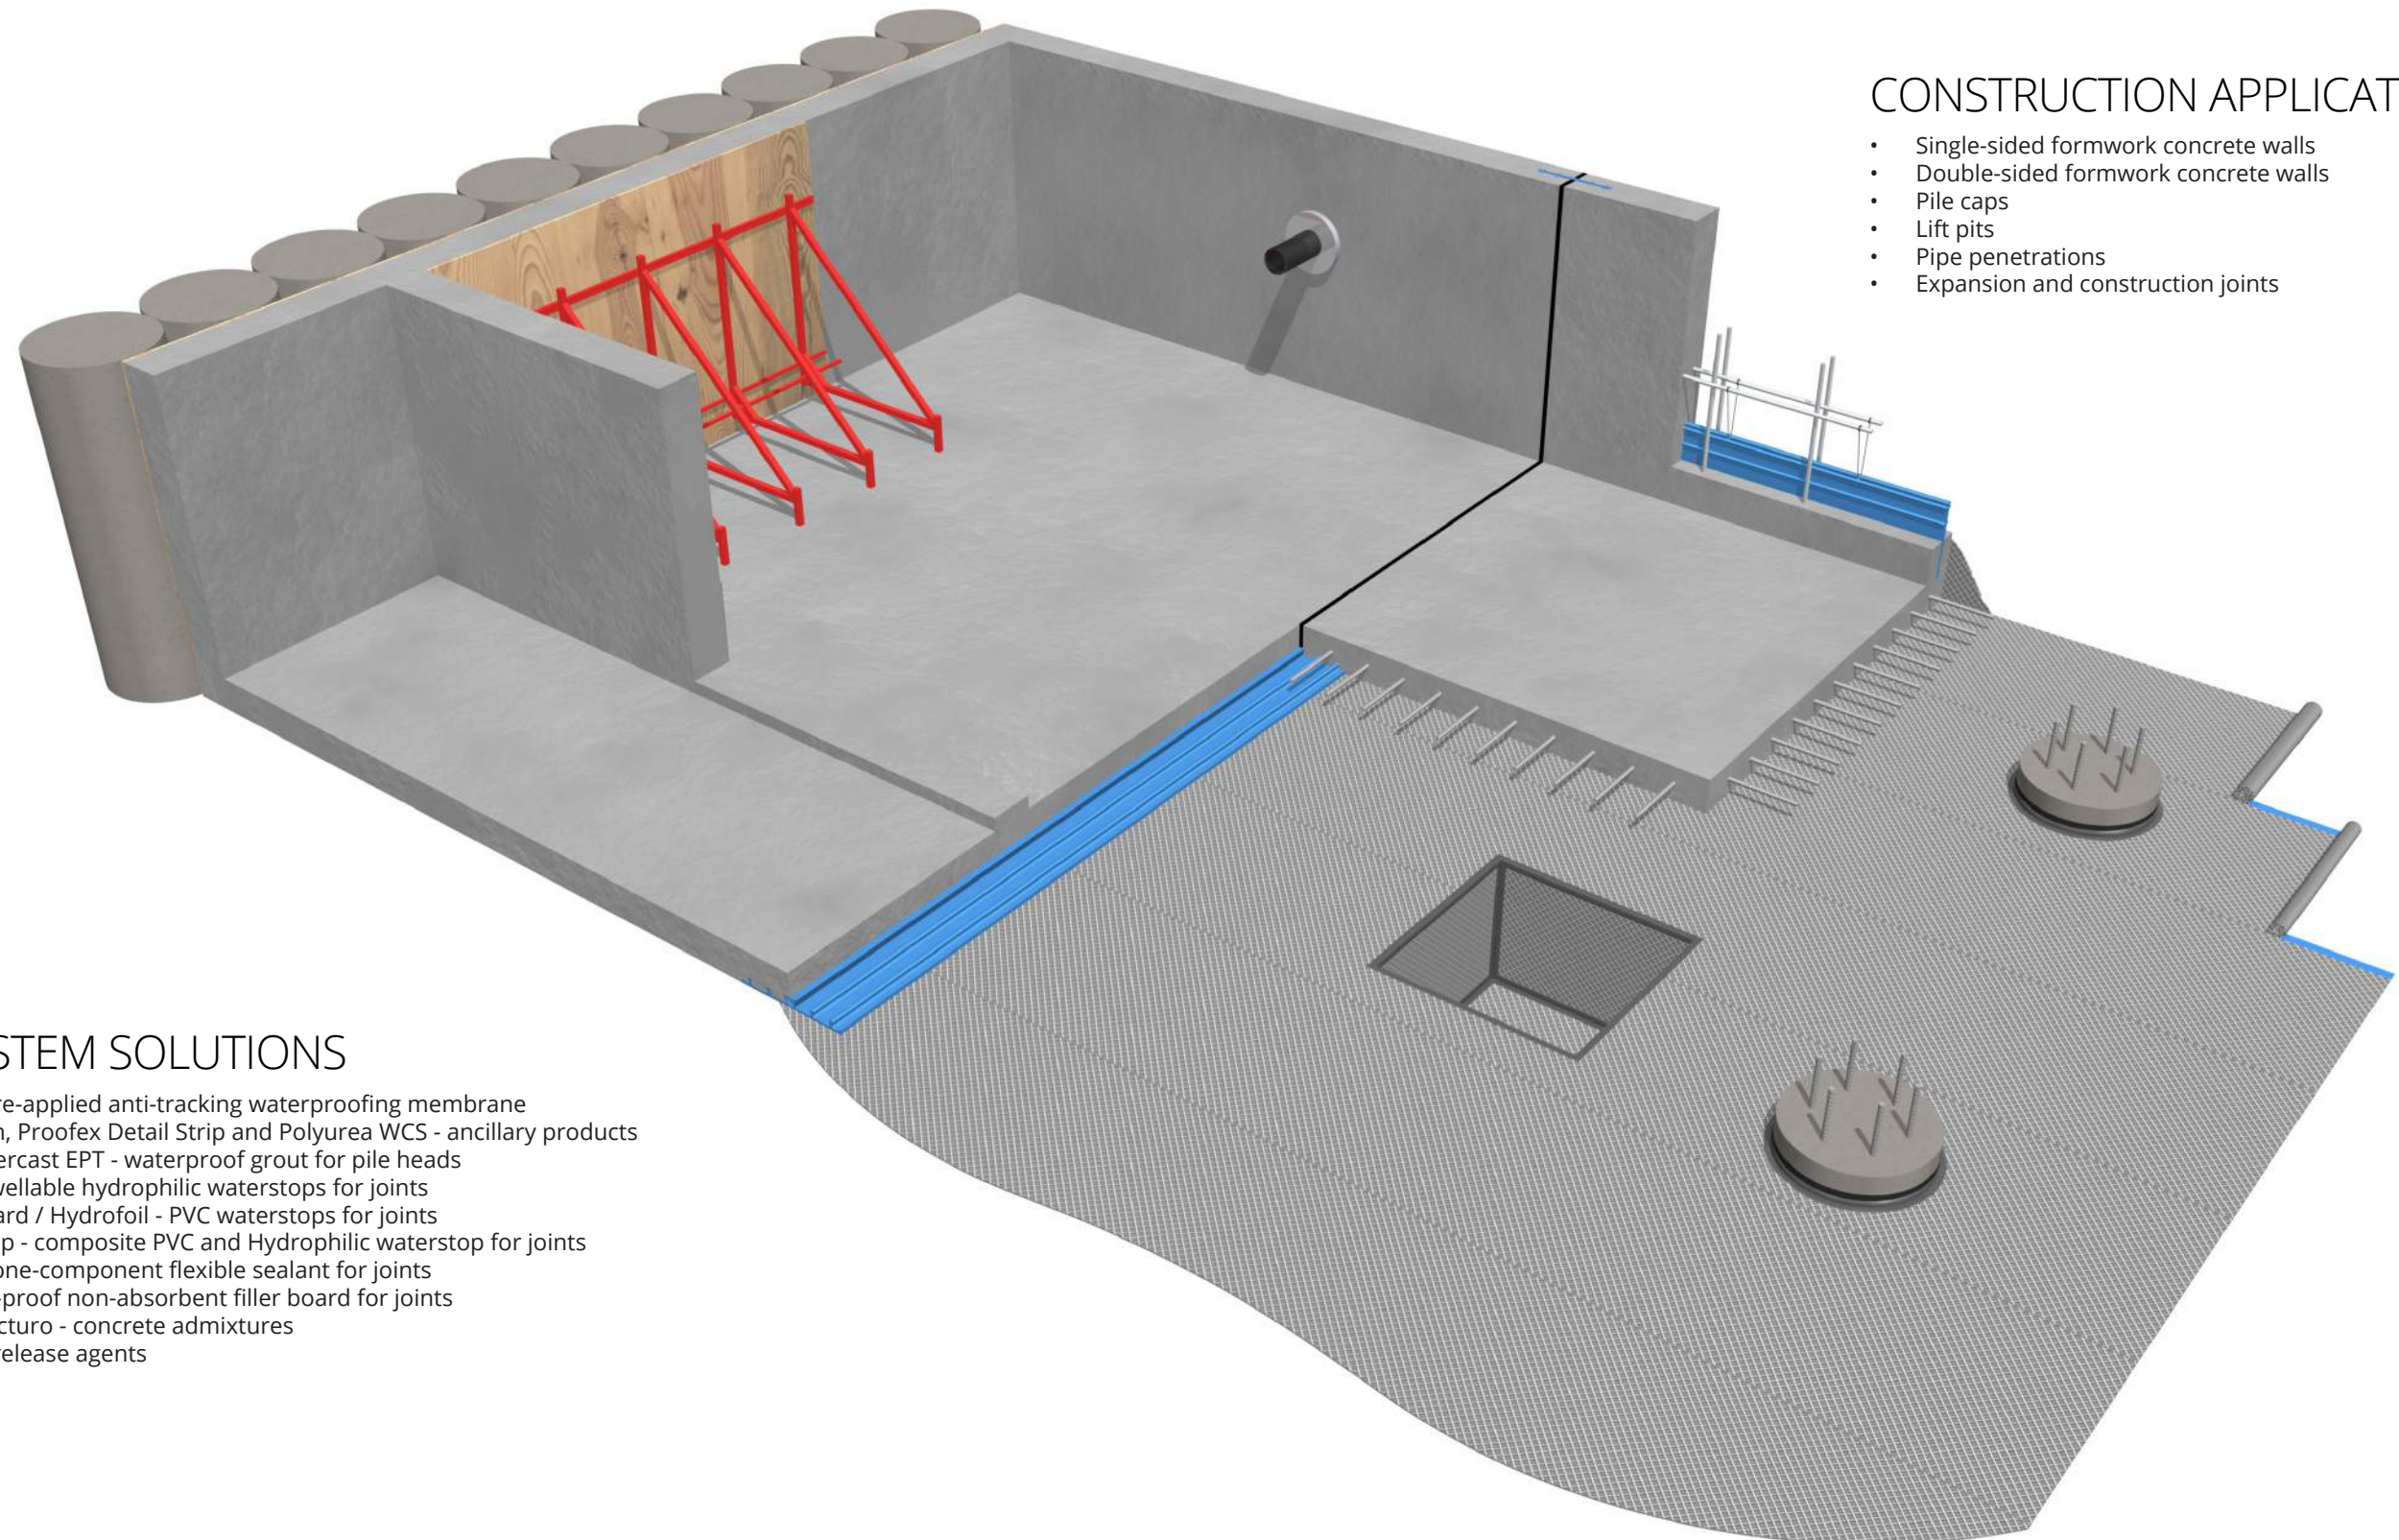 CONSTRUCTION APPLICAT
• Single-sided formwork concrete walls
• Double-sided formwork concrete walls
• Pile caps
• Lift pits
• Pipe penetrations
• Expansion and construction joints
STEM SOLUTIONS
re-applied anti-tracking waterproofing membrane
, Proofex Detail Strip and Polyurea WCS - ancillary products
ercast EPT - waterproof grout for pile heads
wellable hydrophilic waterstops for joints
ard / Hydrofoil - PVC waterstops for joints
p - composite PVC and Hydrophilic waterstop for joints
one-component flexible sealant for joints
-proof non-absorbent filler board for joints
cturo - concrete admixtures
release agents